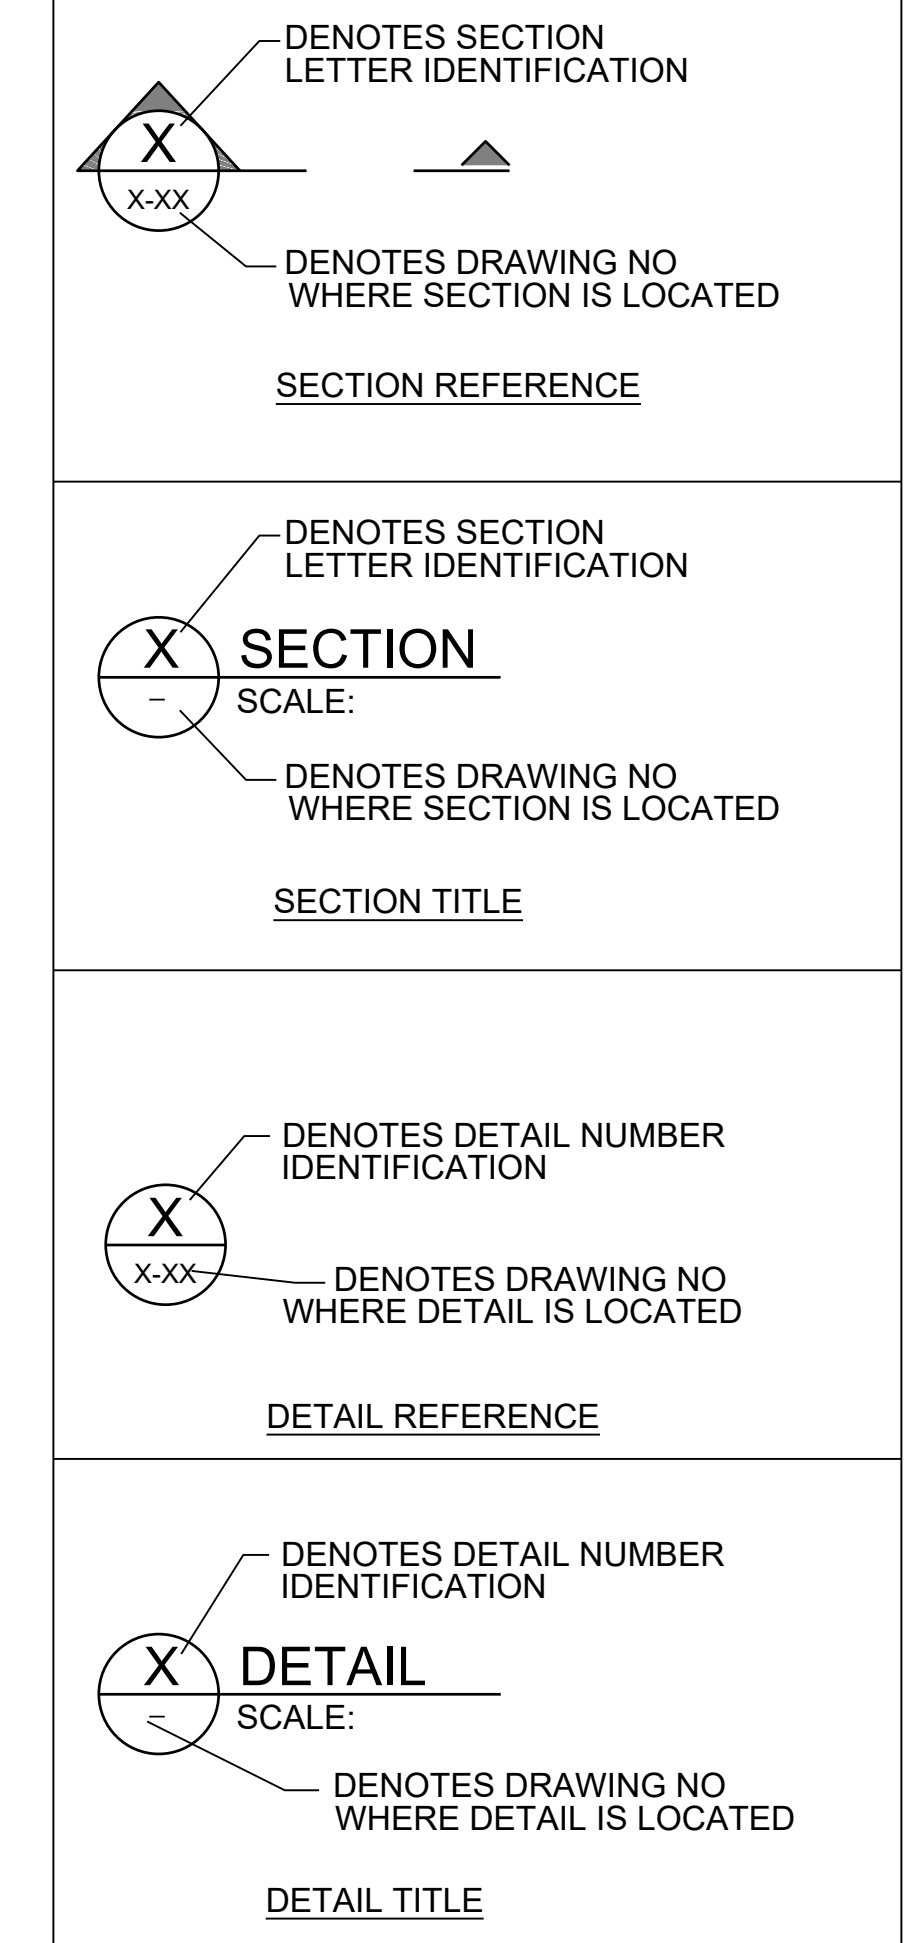 DENOTES SECTION
LETTER IDENTIFICATION
X
X-XX
DENOTES DRAWING NO
WHERE SECTION IS LOCATED
SECTION REFERENCE
DENOTES SECTION
LETTER IDENTIFICATION
X SECTION
– SCALE:
DENOTES DRAWING NO
WHERE SECTION IS LOCATED
SECTION TITLE
DENOTES DETAIL NUMBER
IDENTIFICATION
X
X-XX
DENOTES DRAWING NO
WHERE DETAIL IS LOCATED
DETAIL REFERENCE
DENOTES DETAIL NUMBER
IDENTIFICATION
X DETAIL
– SCALE:
DENOTES DRAWING NO
WHERE DETAIL IS LOCATED
DETAIL TITLE